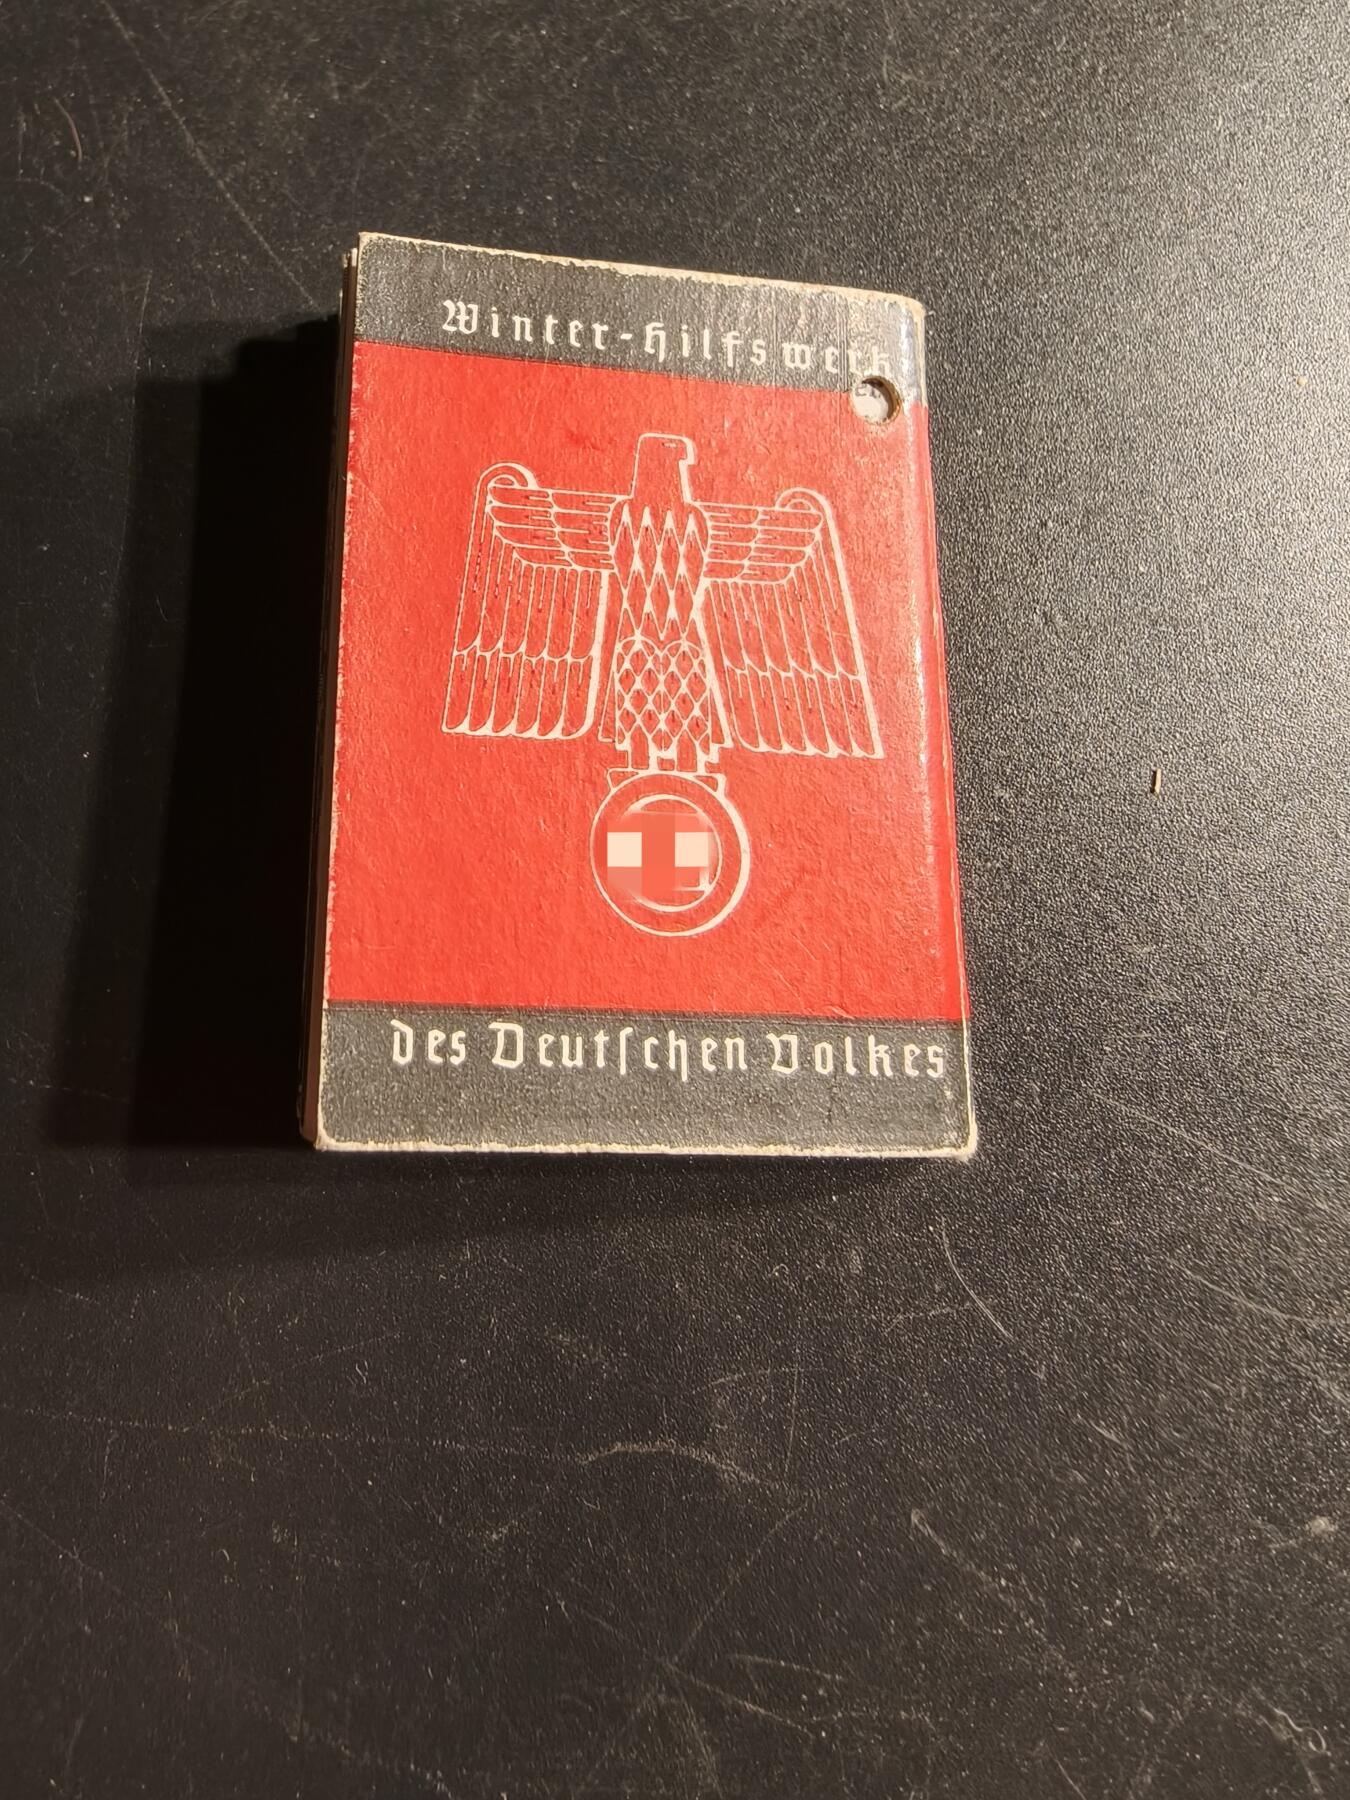 Winter-Hilfswerk
des Deutſchen Volkes